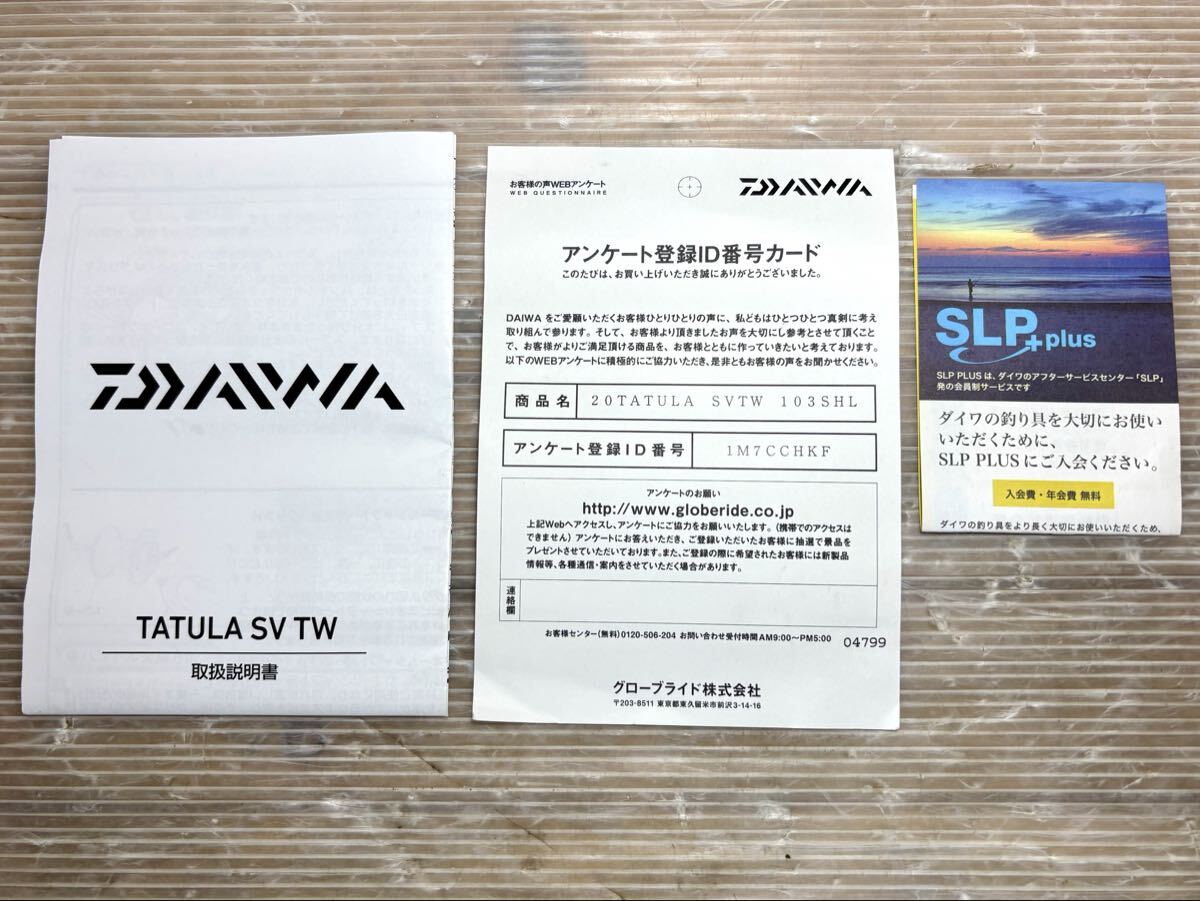 DAIWA
TATULA SV TW
取扱説明書
お客様の声WEBアンケート
WEB QUESTIONNAIRE
DAIWA
アンケート登録ID番号カード
このたびは、お買い上げいただき誠にありがとうございました。
DAIWA をご愛顧いただくお客様ひとりひとりの声に、私どもはひとつひとつ真剣に考え
取り組んで参ります。そして、お客様より頂きましたお声を大切にし参考とさせて頂くこと
で、お客様がよりご満足頂ける商品を、お客様とともに作っていきたいと考えております。
以下のWEBアンケートに積極的にご協力いただき、是非ともお客様の声をお聞かせください。
商品名 20TATULA SVTW 103SHL
アンケート登録ID番号 1M7CCHKF
アンケートのお願い
http://www.globeride.co.jp
上記Webへアクセスし、アンケートにご協力をお願いいたします。(携帯でのアクセスは
できません)アンケートにお答えいただき、ご登録いただいたお客様に抽選で景品を
プレゼントさせていただいております。また、ご登録の際に希望されたお客様には新製品
情報等、各種通信・案内をさせていただく場合があります。
連絡欄
お客様センター(無料)0120-506-204 お問い合わせ受付時間AM9:00〜PM5:00
04799
グローブライド株式会社
〒203-8511 東京都東久留米市前沢3-14-16
SLP+plus
SLP PLUS は、ダイワのアフターサービスセンター「SLP」
発の会員制サービスです
ダイワの釣り具を大切にお使い
いただくために、
SLP PLUSにご入会ください。
入会費・年会費 無料
ダイワの釣り具をより長く大切にお使いいただくため、